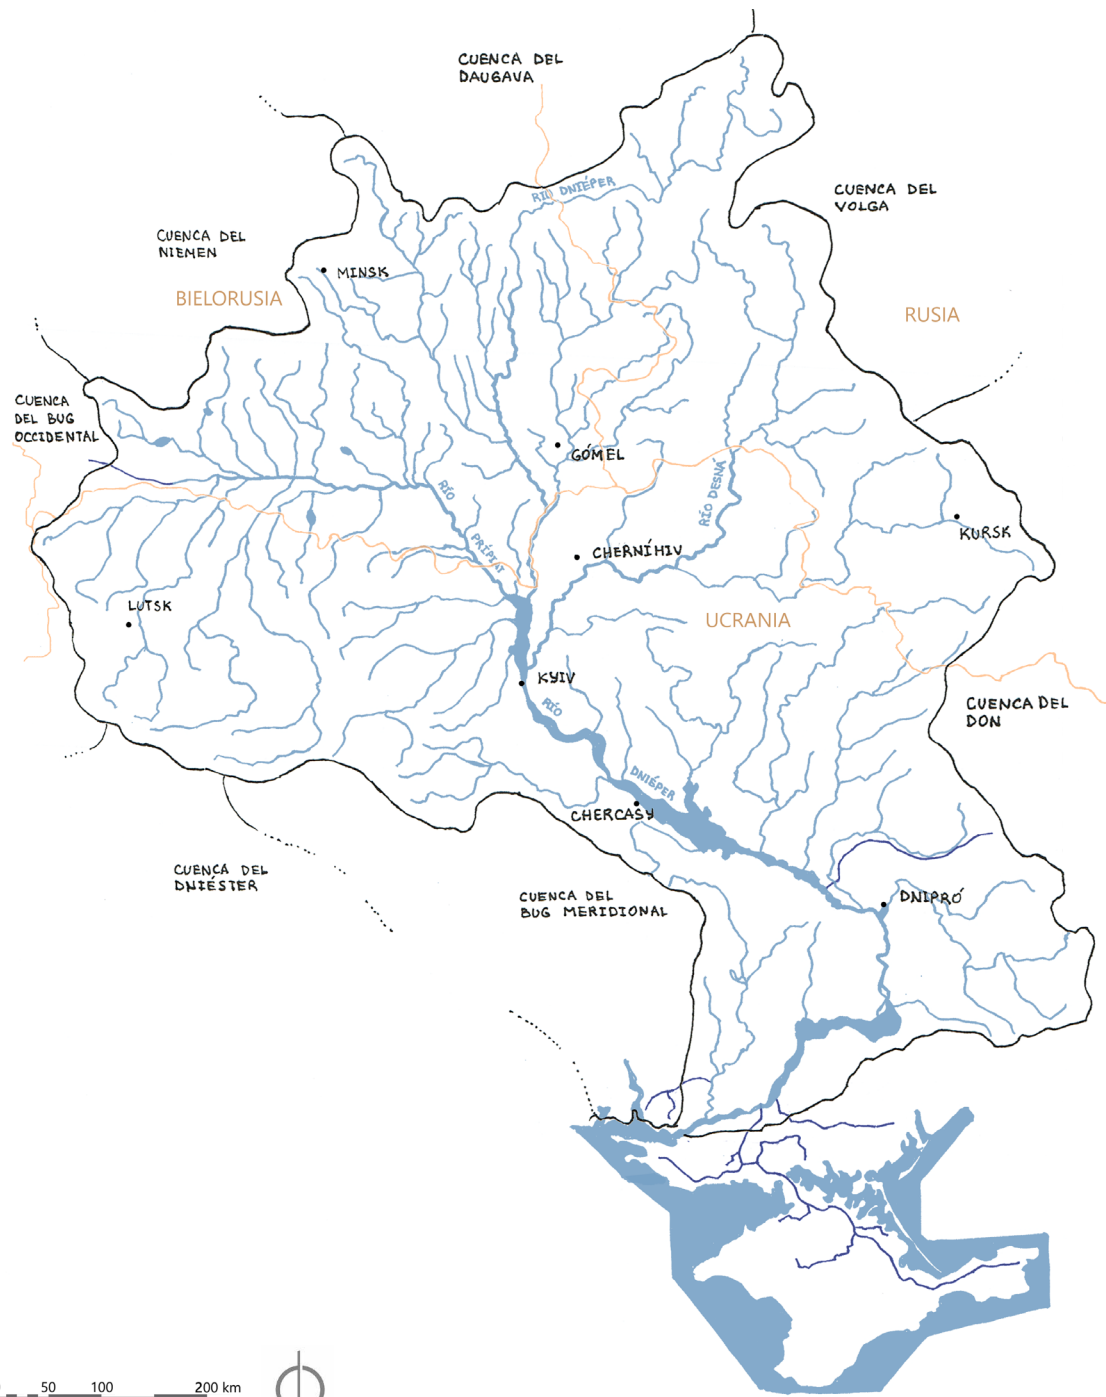 CUENCA DEL
DAUGAVA
RÍO DNIÉPER
CUENCA DEL
VOLGA
CUENCA DEL
NIEMEN
MINSK
BIELORUSIA
RUSIA
CUENCA
DEL BUG
OCCIDENTAL
GÓMEL
RÍO
PRÍPIAT
RÍO DESNÁ
KURSK
CHERNÍHIV
LUTSK
UCRANIA
KYIV
RÍO
DNIÉPER
CUENCA DEL
DON
CHERCASY
CUENCA DEL
DNIÉSTER
CUENCA DEL
BUG MERIDIONAL
DNIPRÓ
50 100 200 km